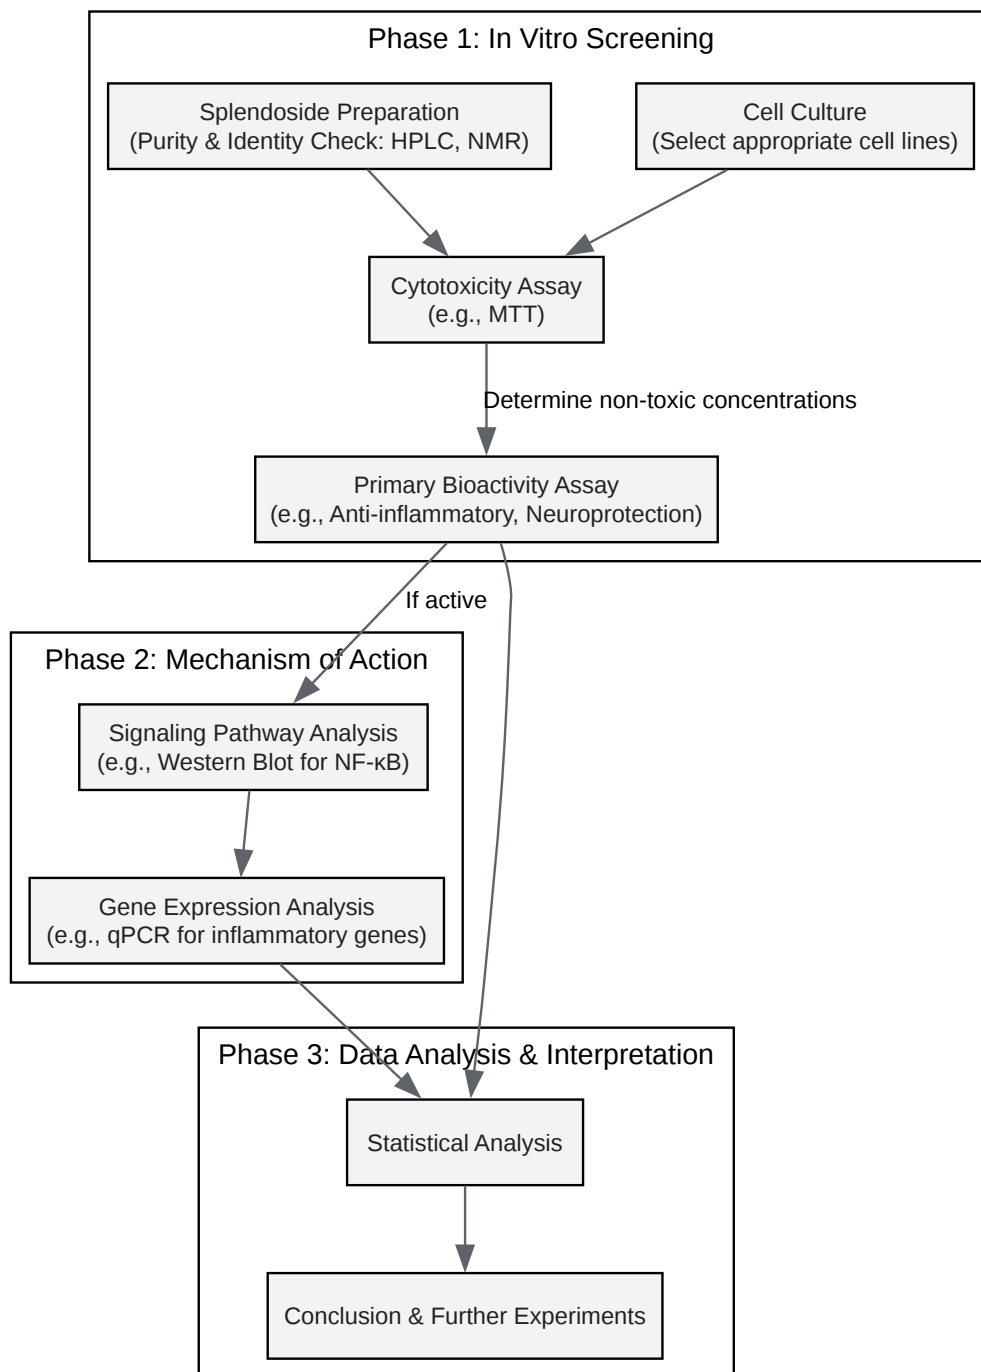 Phase 1: In Vitro Screening
Splendoside Preparation
(Purity & Identity Check: HPLC, NMR)
Cell Culture
(Select appropriate cell lines)
Cytotoxicity Assay
(e.g., MTT)
Determine non-toxic concentrations
Primary Bioactivity Assay
(e.g., Anti-inflammatory, Neuroprotection)
If active
Phase 2: Mechanism of Action
Signaling Pathway Analysis
(e.g., Western Blot for NF-κB)
Gene Expression Analysis
(e.g., qPCR for inflammatory genes)
Phase 3: Data Analysis & Interpretation
Statistical Analysis
Conclusion & Further Experiments